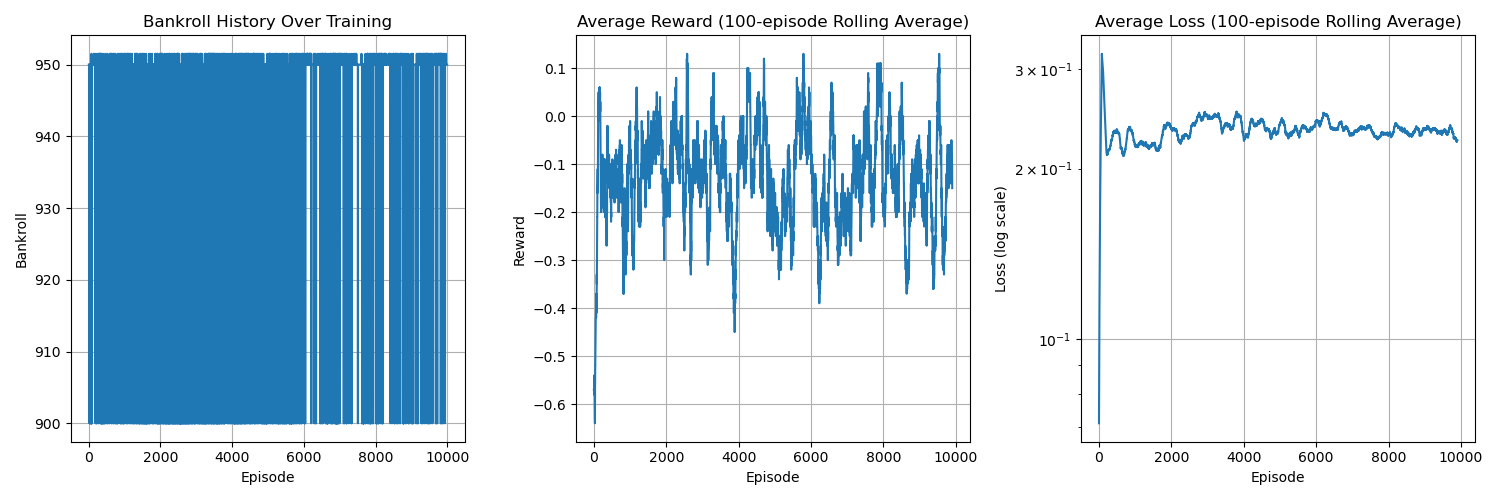 Bankroll History Over Training
Average Reward (100-episode Rolling Average)
Average Loss (100-episode Rolling Average)
950
940
930
920
910
900
Bankroll
0 2000 4000 6000 8000 10000
Episode
0.1
0.0
−0.1
−0.2
−0.3
−0.4
−0.5
−0.6
Reward
0 2000 4000 6000 8000 10000
Episode
3 × 10⁻¹
2 × 10⁻¹
10⁻¹
Loss (log scale)
0 2000 4000 6000 8000 10000
Episode